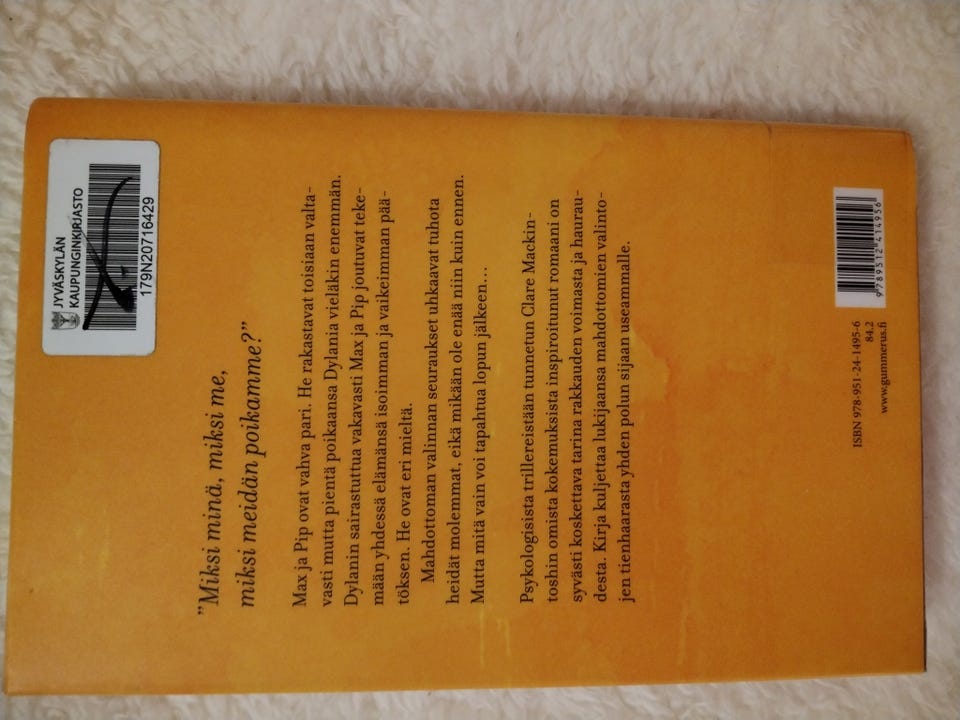 JYVÄSKYLÄN
KAUPUNGINKIRJASTO
179N20716429
”Miksi minä, miksi me,
miksi meidän poikamme?”
Max ja Pip ovat vahva pari. He rakastavat toisiaan valta-
vasti mutta pientä poikaansa Dylania vieläkin enemmän.
Dylanin sairastuttua vakavasti Max ja Pip joutuvat teke-
mään yhdessä elämänsä isoimman ja vaikeimman pää-
töksen. He ovat eri mieltä.
Mahdottoman valinnan seuraukset uhkaavat tuhota
heidät molemmat, eikä mikään ole enää niin kuin ennen.
Mutta mitä vain voi tapahtua lopun jälkeen...
Psykologisista trillereistään tunnetun Clare Mackin-
toshin omista kokemuksista inspiroitunut romaani on
syvästi koskettava tarina rakkauden voimasta ja haurau-
desta. Kirja kuljettaa lukijaansa mahdottomien valinto-
jen tienhaarasta yhden polun sijaan useammalle.
9789512414956
ISBN 978-951-24-1495-6
84.2
www.gummerus.fi